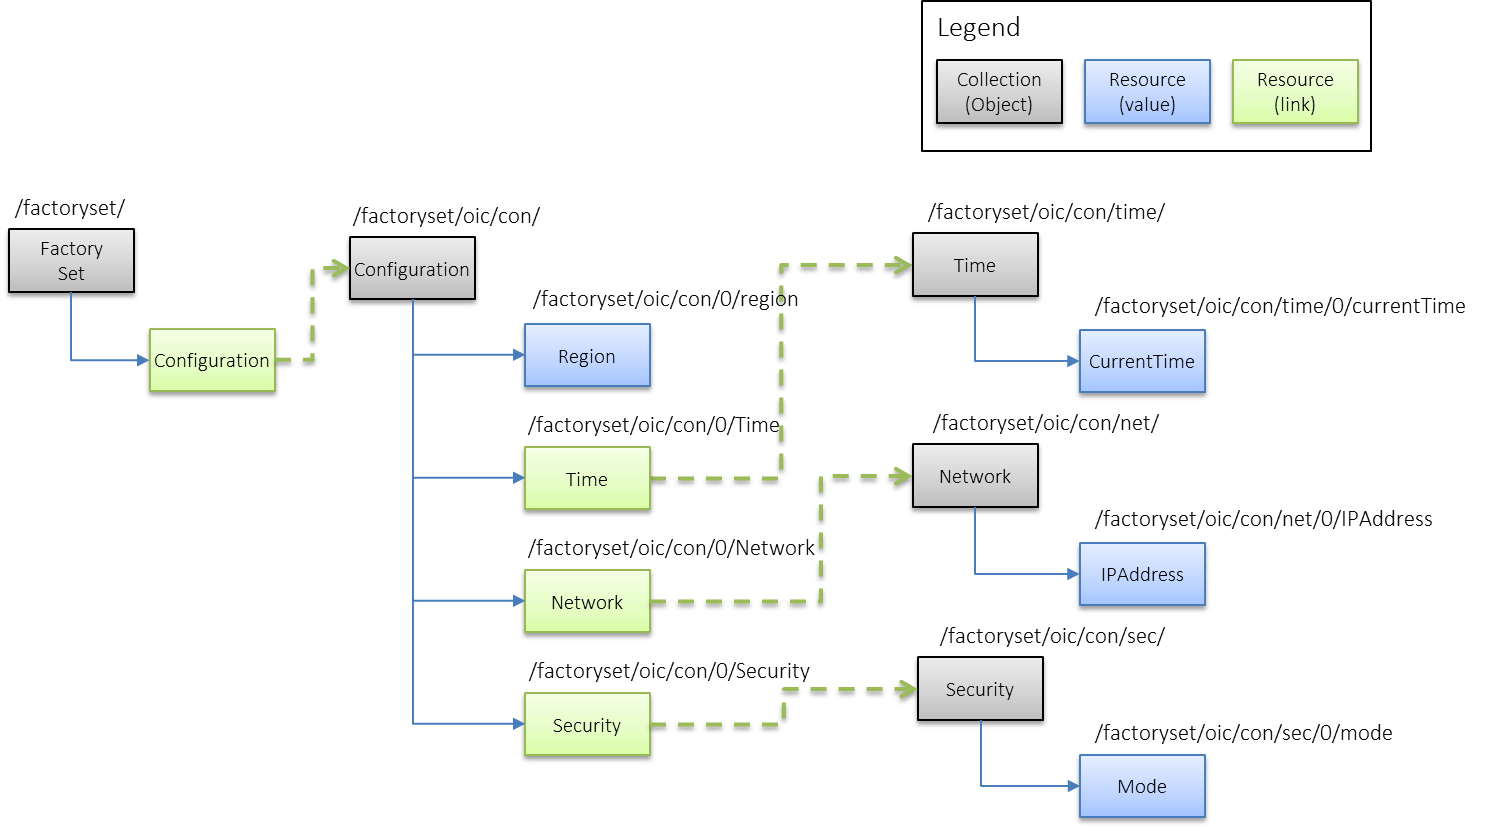 Legend
Collection
(Object)
Resource
(value)
Resource
(link)
/factoryset/
Factory
Set
Configuration
/factoryset/oic/con/
Configuration
/factoryset/oic/con/0/region
Region
/factoryset/oic/con/0/Time
Time
/factoryset/oic/con/0/Network
Network
/factoryset/oic/con/0/Security
Security
/factoryset/oic/con/time/
Time
/factoryset/oic/con/time/0/currentTime
CurrentTime
/factoryset/oic/con/net/
Network
/factoryset/oic/con/net/0/IPAddress
IPAddress
/factoryset/oic/con/sec/
Security
/factoryset/oic/con/sec/0/mode
Mode